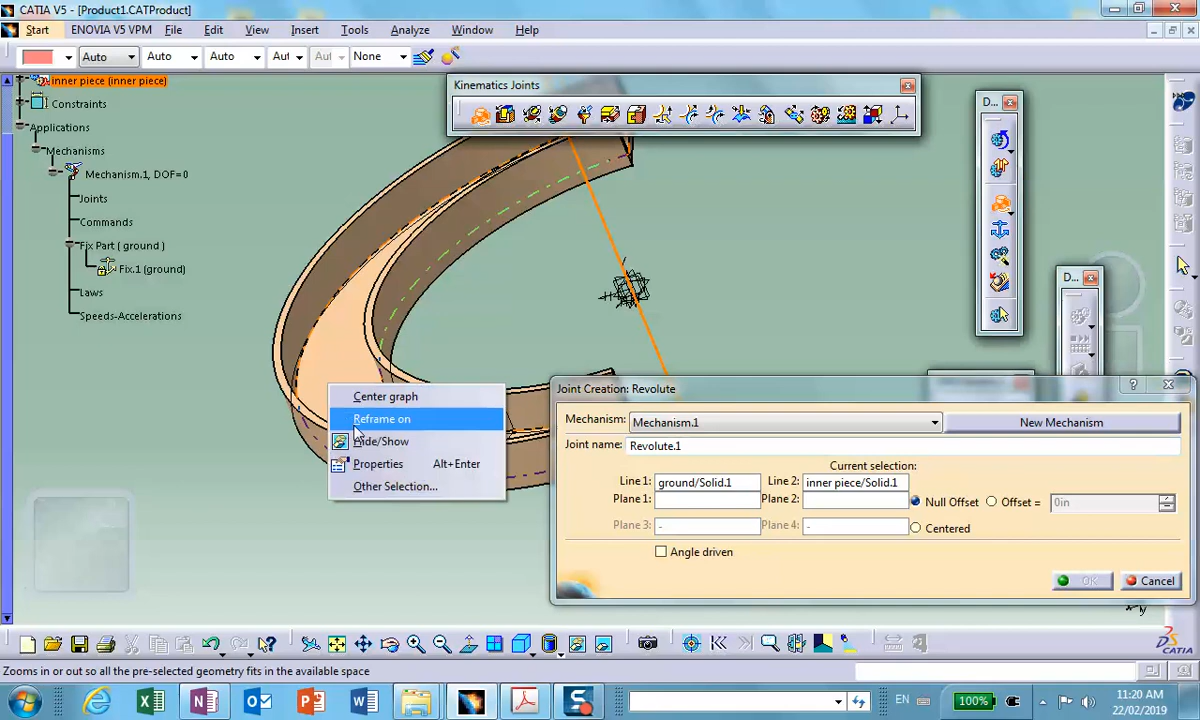 CATIA V5 - [Product1.CATProduct]
Start ENOVIA V5 VPM File Edit View Insert Tools Analyze Window Help
Auto Auto Auto Aut Aut None
inner piece (inner piece)
Constraints
Applications
Mechanisms
Mechanism.1, DOF=0
Joints
Commands
Fix Part ( ground )
Fix.1 (ground)
Laws
Speeds-Accelerations
Kinematics Joints
D...
D...
Center graph
Reframe on
Hide/Show
Properties Alt+Enter
Other Selection...
Joint Creation: Revolute
Mechanism: Mechanism.1 New Mechanism
Joint name: Revolute.1
Current selection:
Line 1: ground/Solid.1 Line 2: inner piece/Solid.1
Plane 1: Plane 2: Null Offset Offset = 0in
Plane 3: - Plane 4: - Centered
Angle driven
OK Cancel
CATIA
Zooms in or out so all the pre-selected geometry fits in the available space
EN 100% 11:20 AM
22/02/2019